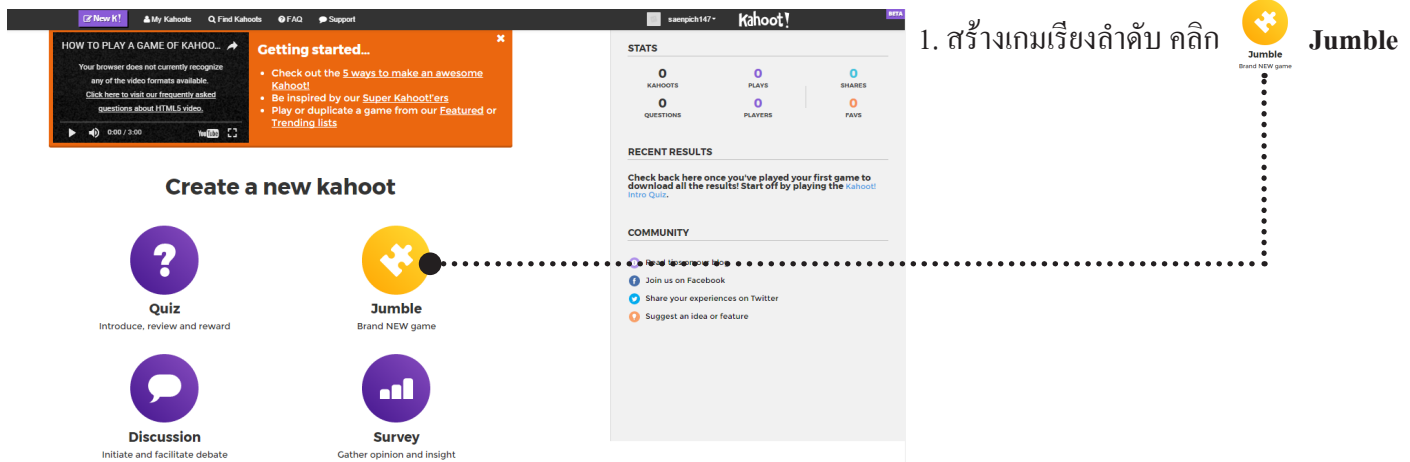 New K! My Kahoots Find Kahoots FAQ Support saenpich147 Kahoot! BETA
HOW TO PLAY A GAME OF KAHOO...
Your browser does not currently recognize
any of the video formats available.
Click here to visit our frequently asked
questions about HTML5 video.
0:00 / 3:00 YouTube
Getting started...
• Check out the 5 ways to make an awesome
Kahoot!
• Be inspired by our Super Kahoot!'ers
• Play or duplicate a game from our Featured or
Trending lists
STATS
0 0 0
KAHOOTS PLAYS SHARES
0 0 0
QUESTIONS PLAYERS FAVS
RECENT RESULTS
Check back here once you've played your first game to
download all the results! Start off by playing the Kahoot!
Intro Quiz.
COMMUNITY
Read tips on our blog
Join us on Facebook
Share your experiences on Twitter
Suggest an idea or feature
Create a new kahoot
?
Quiz
Introduce, review and reward
Jumble
Brand NEW game
Discussion
Initiate and facilitate debate
Survey
Gather opinion and insight
1. สร้างเกมเรียงลำดับ คลิก Jumble
Jumble
Brand NEW game